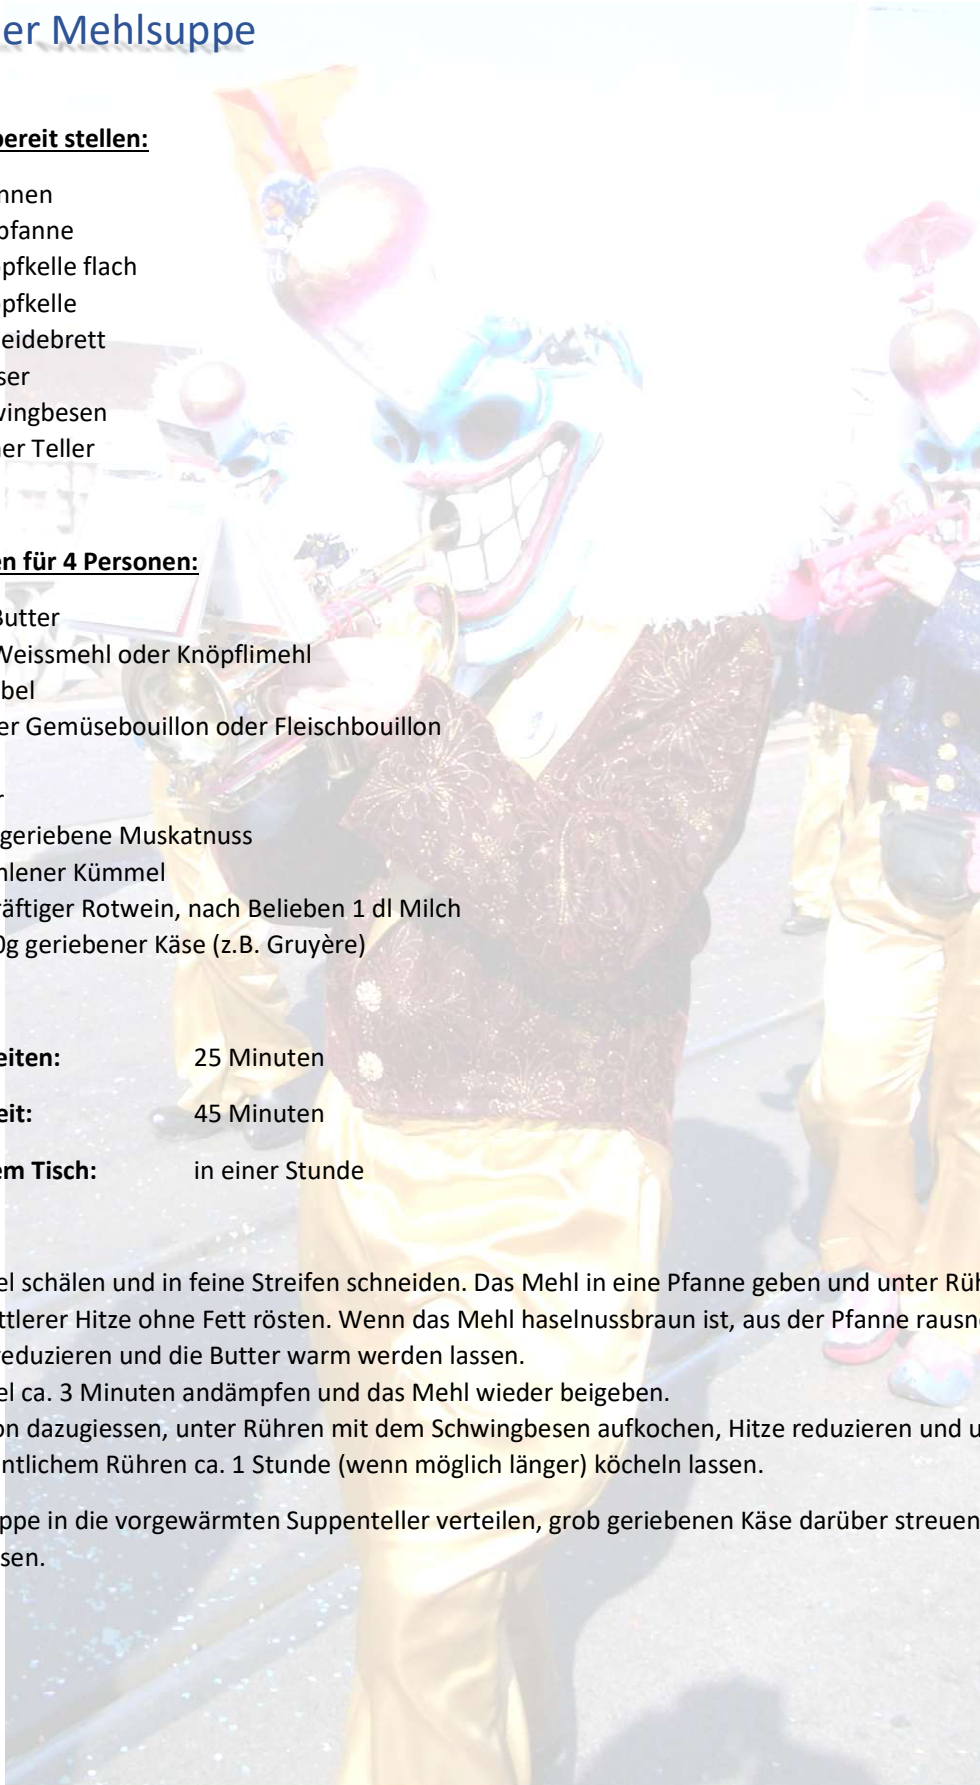 er Mehlsuppe
bereit stellen:
nnen
pfanne
pfkelle flach
pfkelle
eidebrett
ser
wingbesen
her Teller
en für 4 Personen:
Butter
Weissmehl oder Knöpflimehl
bel
er Gemüsebouillon oder Fleischbouillon
r
geriebene Muskatnuss
hlener Kümmel
räftiger Rotwein, nach Belieben 1 dl Milch
0g geriebener Käse (z.B. Gruyère)
eiten: 25 Minuten
eit: 45 Minuten
em Tisch: in einer Stunde
el schälen und in feine Streifen schneiden. Das Mehl in eine Pfanne geben und unter Rüh
ttlerer Hitze ohne Fett rösten. Wenn das Mehl haselnussbraun ist, aus der Pfanne rausne
reduzieren und die Butter warm werden lassen.
el ca. 3 Minuten andämpfen und das Mehl wieder beigeben.
on dazugiessen, unter Rühren mit dem Schwingbesen aufkochen, Hitze reduzieren und u
ntlichem Rühren ca. 1 Stunde (wenn möglich länger) köcheln lassen.
ppe in die vorgewärmten Suppenteller verteilen, grob geriebenen Käse darüber streuen
sen.